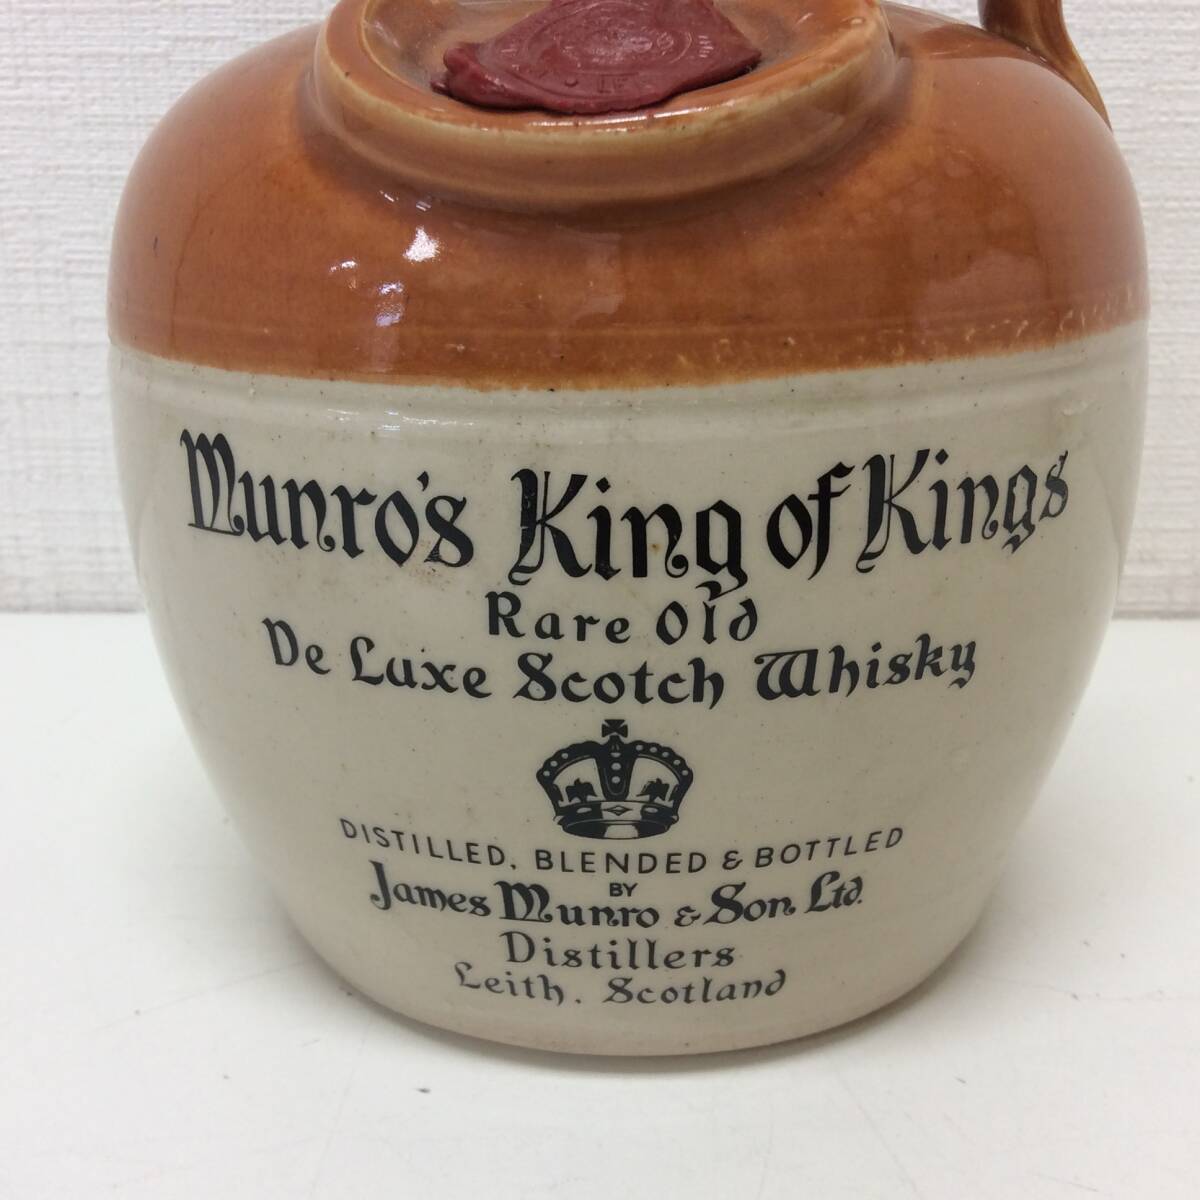 Munro's King of Kings
Rare Old
De Luxe Scotch Whisky
DISTILLED, BLENDED & BOTTLED
BY
James Munro & Son Ltd.
Distillers
Leith. Scotland